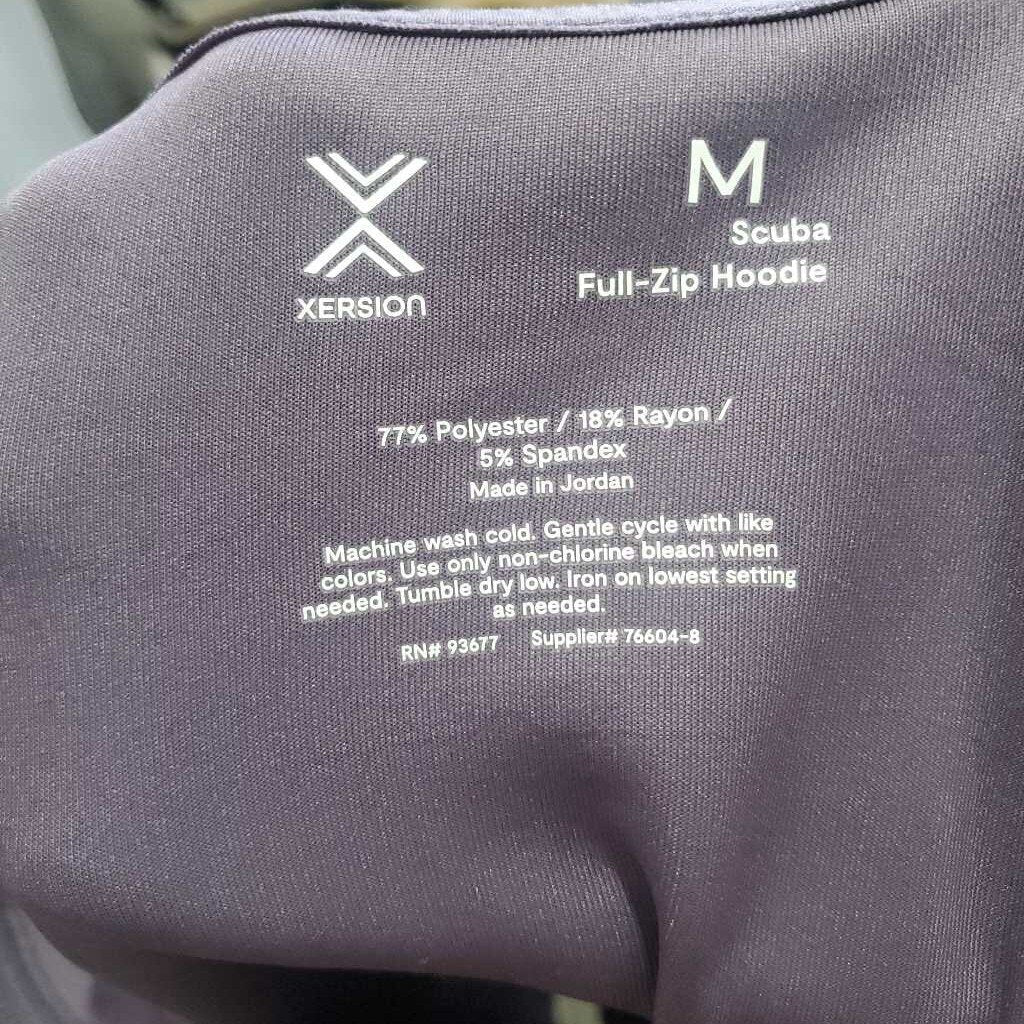 XERSION
M
Scuba
Full-Zip Hoodie
77% Polyester / 18% Rayon /
5% Spandex
Made in Jordan
Machine wash cold. Gentle cycle with like
colors. Use only non-chlorine bleach when
needed. Tumble dry low. Iron on lowest setting
as needed.
RN# 93677 Supplier# 76604-8